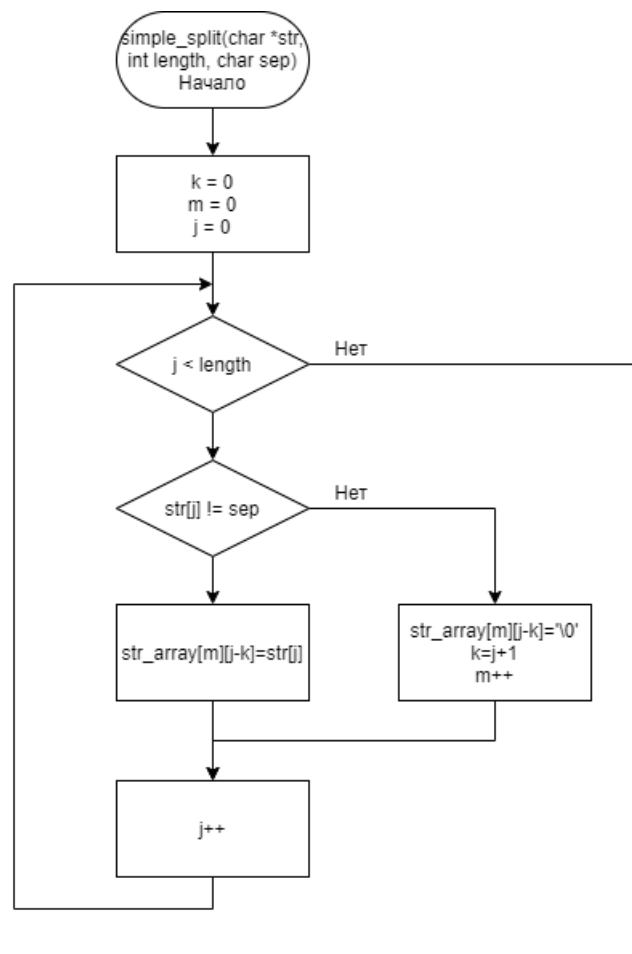 simple_split(char *str,
int length, char sep)
Начало
k = 0
m = 0
j = 0
j < length
Нет
str[j] != sep
Нет
str_array[m][j-k]=str[j]
str_array[m][j-k]='\0'
k=j+1
m++
j++